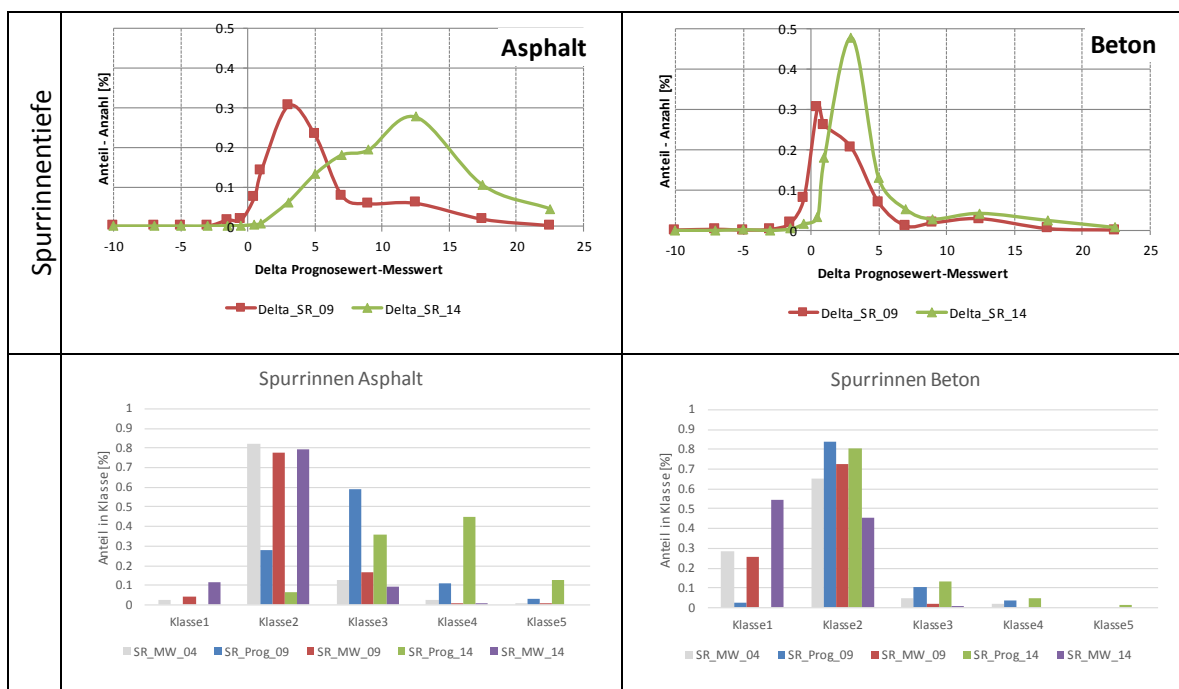 Spurrinnentiefe
Asphalt
0.5
0.4
0.3
0.2
0.1
0
-10 -5 0 5 10 15 20 25
Anteil - Anzahl [%]
Delta Prognosewert-Messwert
Delta_SR_09 Delta_SR_14
Beton
0.5
0.4
0.3
0.2
0.1
0
-10 -5 0 5 10 15 20 25
Anteil - Anzahl [%]
Delta Prognosewert-Messwert
Delta_SR_09 Delta_SR_14
Spurrinnen Asphalt
1
0.9
0.8
0.7
0.6
0.5
0.4
0.3
0.2
0.1
0
Anteil in Klasse [%]
Klasse1 Klasse2 Klasse3 Klasse4 Klasse5
SR_MW_04 SR_Prog_09 SR_MW_09 SR_Prog_14 SR_MW_14
Spurrinnen Beton
1
0.9
0.8
0.7
0.6
0.5
0.4
0.3
0.2
0.1
0
Anteil in Klasse [%]
Klasse1 Klasse2 Klasse3 Klasse4 Klasse5
SR_MW_04 SR_Prog_09 SR_MW_09 SR_Prog_14 SR_MW_14